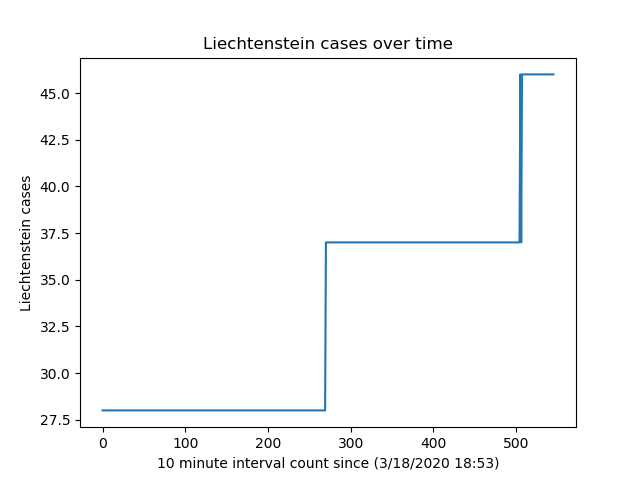 Liechtenstein cases over time
45.0
42.5
40.0
37.5
35.0
32.5
30.0
27.5
Liechtenstein cases
0 100 200 300 400 500
10 minute interval count since (3/18/2020 18:53)